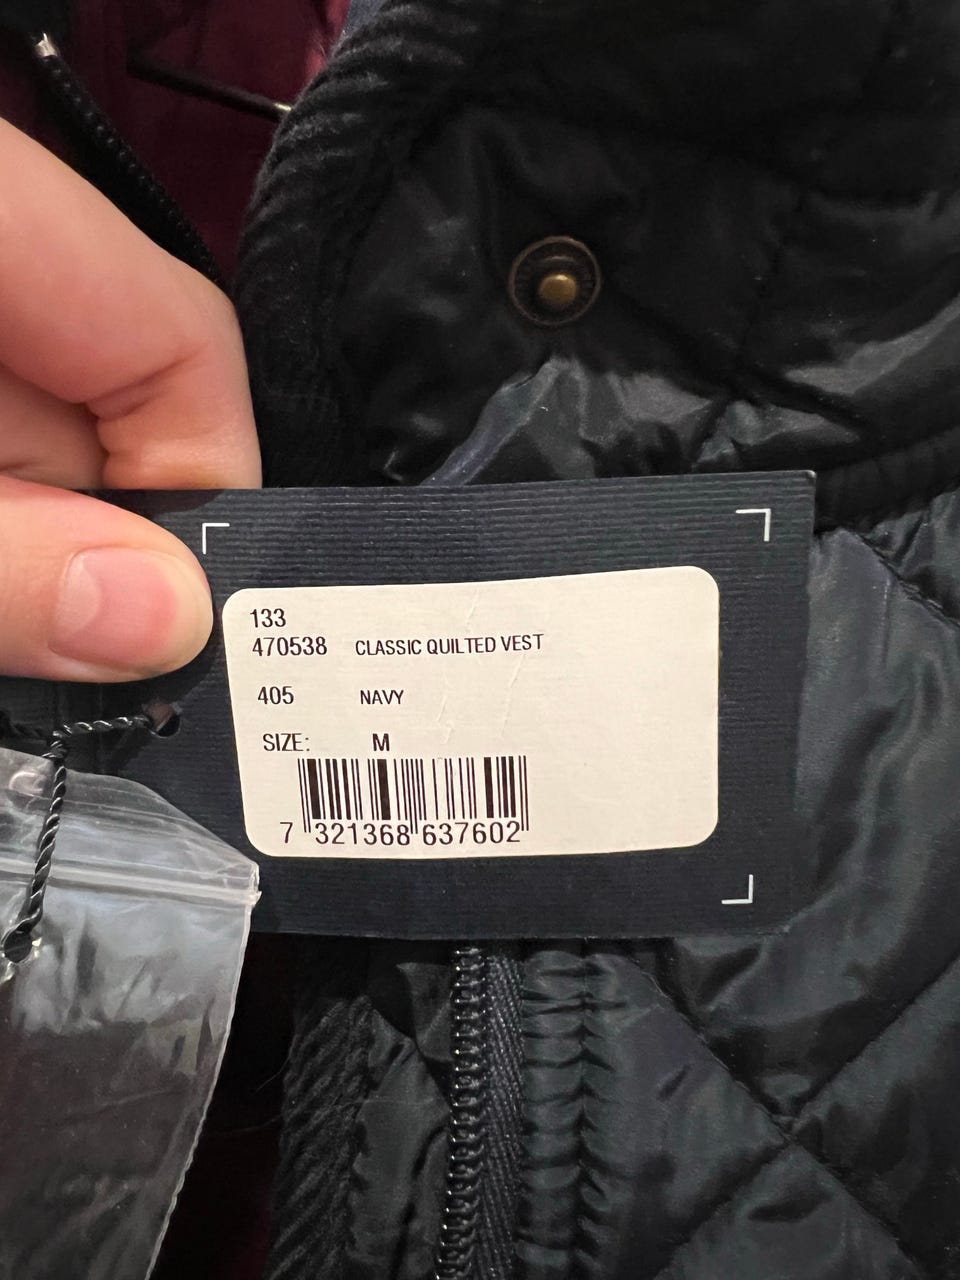 133
470538 CLASSIC QUILTED VEST
405 NAVY
SIZE: M
7 321368 637602